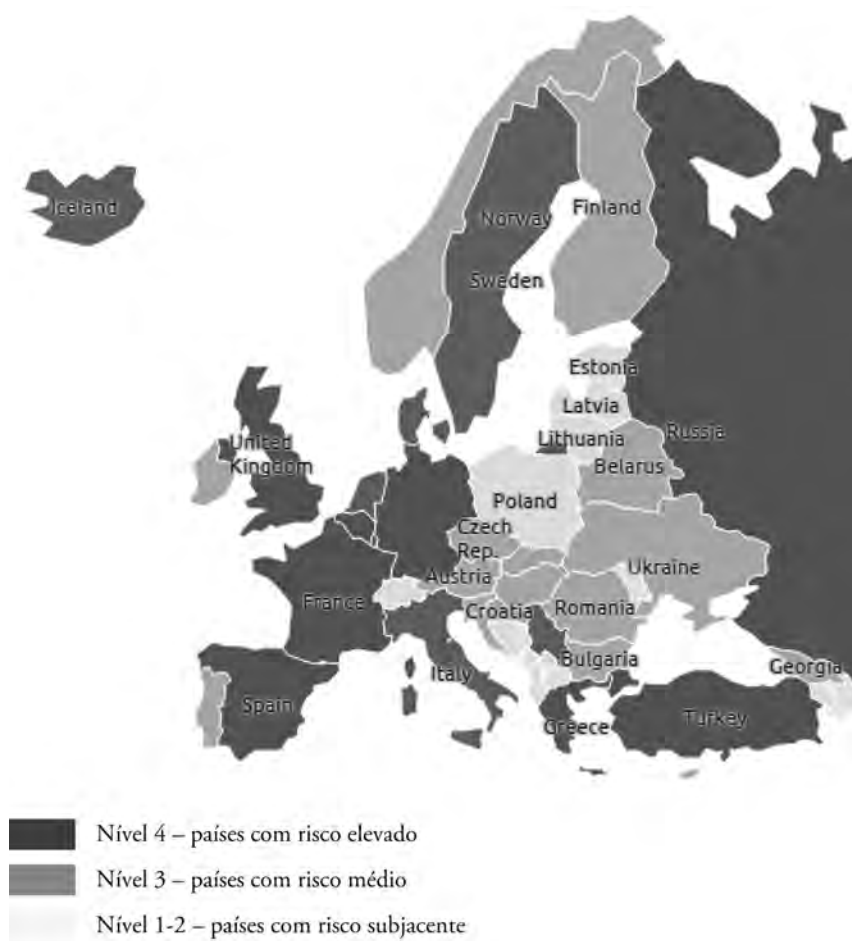 Iceland
Norway
Finland
Sweden
Estonia
Latvia
Lithuania
Russia
United
Kingdom
Belarus
Poland
Czech
Rep.
Ukraine
Austria
France
Croatia
Romania
Bulgaria
Georgia
Italy
Spain
Greece
Turkey
Nível 4 – países com risco elevado
Nível 3 – países com risco médio
Nível 1-2 – países com risco subjacente